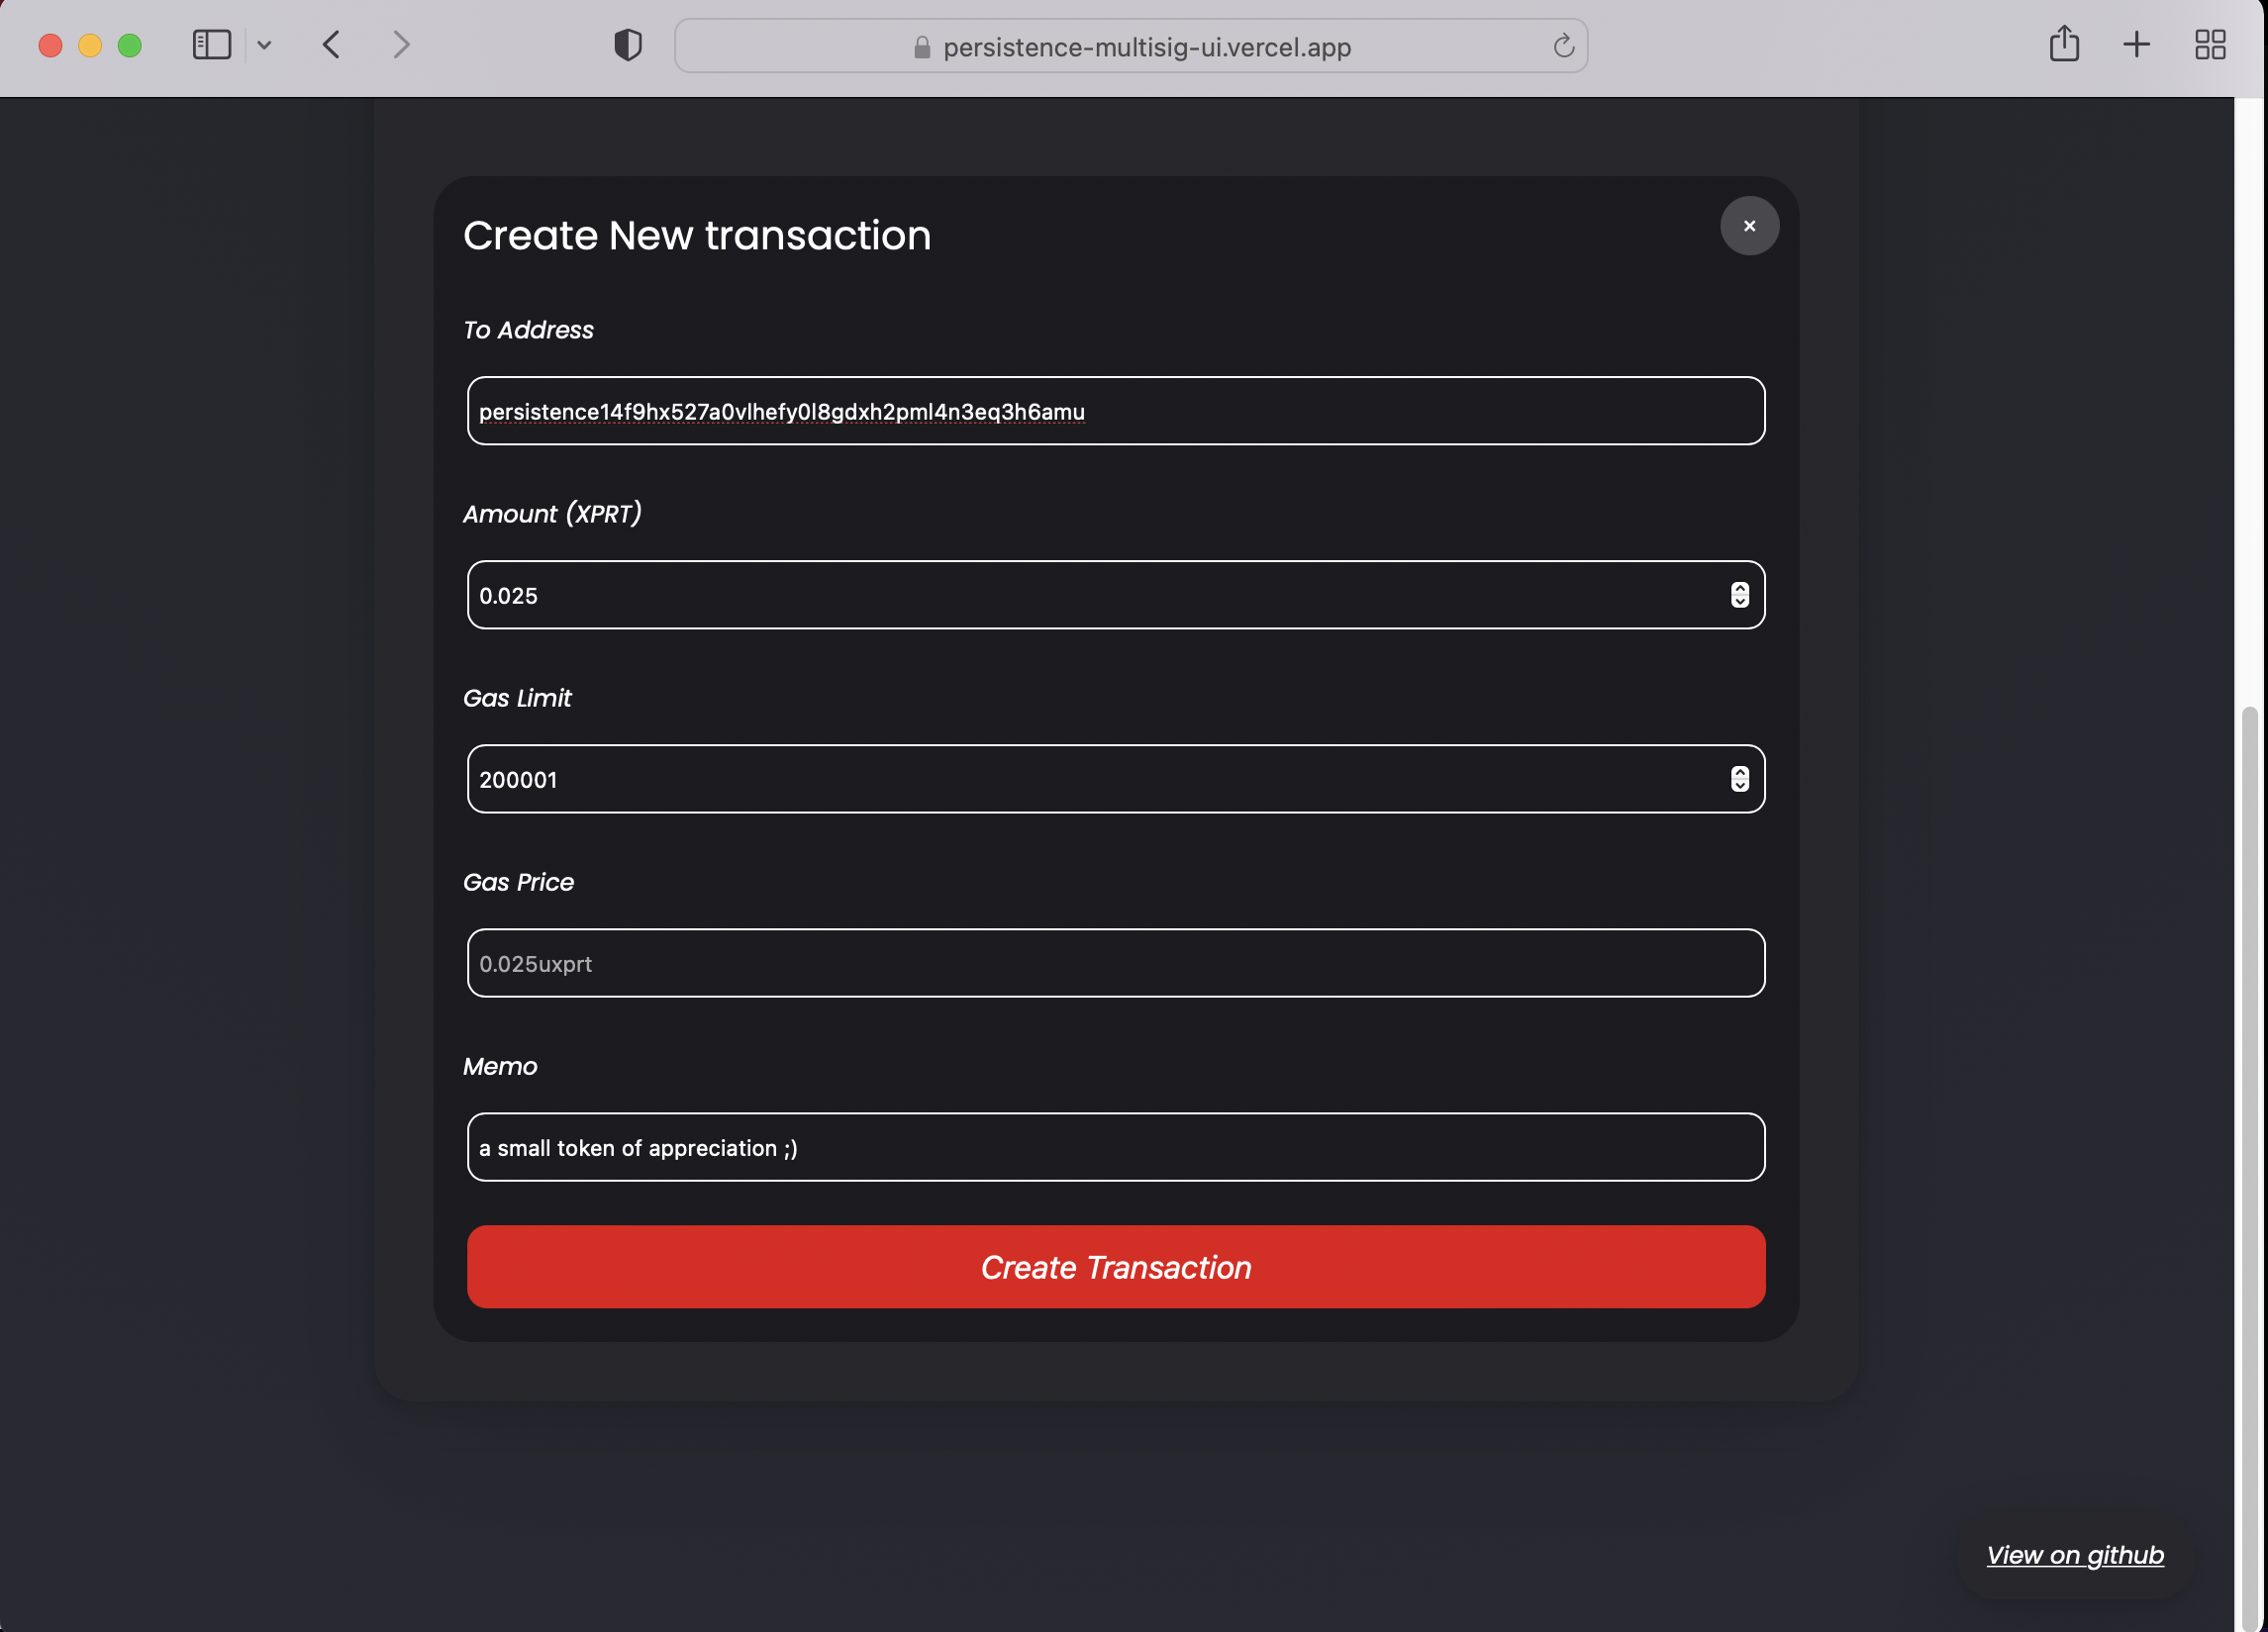 persistence-multisig-ui.vercel.app
Create New transaction
To Address
persistence14f9hx527a0vlhefy0l8gdxh2pml4n3eq3h6amu
Amount (XPRT)
0.025
Gas Limit
200001
Gas Price
0.025uxprt
Memo
a small token of appreciation ;)
Create Transaction
View on github